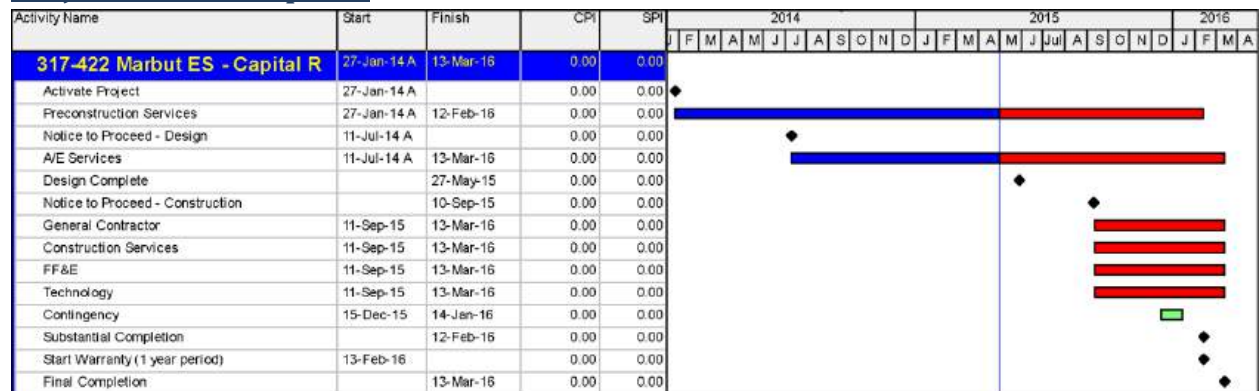 Activity Name Start Finish CPI SPI 2014 2015 2016
J F M A M J J A S O N D J F M A M J Jul A S O N D J F M A
317-422 Marbut ES - Capital R 27-Jan-14 A 13-Mar-16 0.00 0.00
Activate Project 27-Jan-14 A 0.00 0.00
Preconstruction Services 27-Jan-14 A 12-Feb-16 0.00 0.00
Notice to Proceed - Design 11-Jul-14 A 0.00 0.00
A/E Services 11-Jul-14 A 13-Mar-16 0.00 0.00
Design Complete 27-May-15 0.00 0.00
Notice to Proceed - Construction 10-Sep-15 0.00 0.00
General Contractor 11-Sep-15 13-Mar-16 0.00 0.00
Construction Services 11-Sep-15 13-Mar-16 0.00 0.00
FF&E 11-Sep-15 13-Mar-16 0.00 0.00
Technology 11-Sep-15 13-Mar-16 0.00 0.00
Contingency 15-Dec-15 14-Jan-16 0.00 0.00
Substantial Completion 12-Feb-16 0.00 0.00
Start Warranty (1 year period) 13-Feb-16 0.00 0.00
Final Completion 13-Mar-16 0.00 0.00